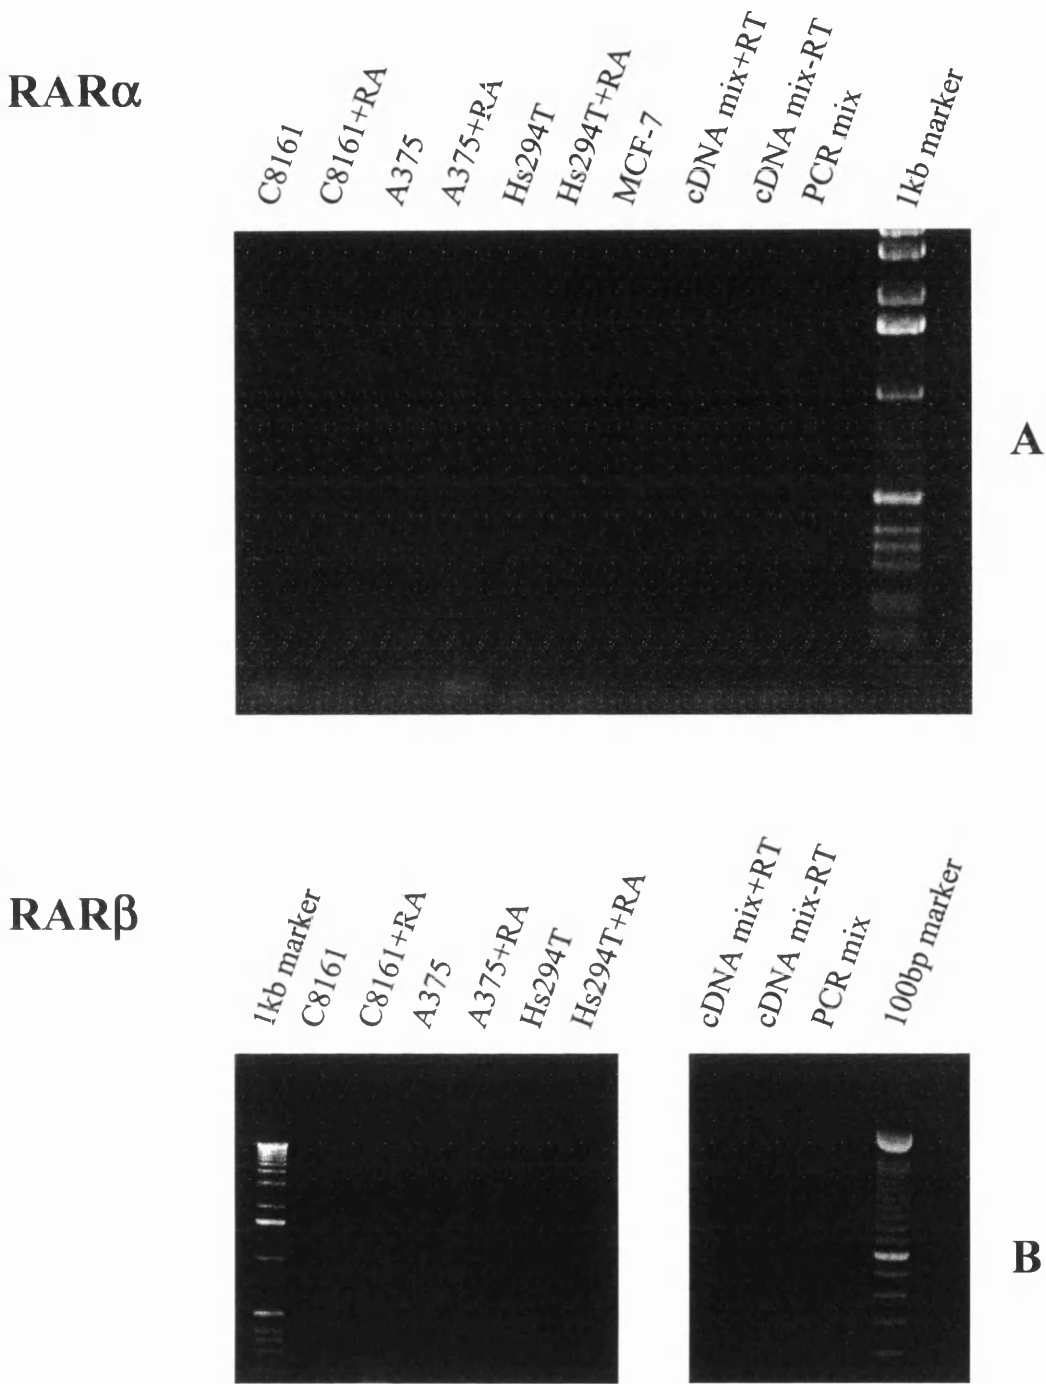 RARα
C8161
C8161+RA
A375
A375+RA
Hs294T
Hs294T+RA
MCF-7
cDNA mix+RT
cDNA mix-RT
PCR mix
1kb marker
A
RARβ
1kb marker
C8161
C8161+RA
A375
A375+RA
Hs294T
Hs294T+RA
cDNA mix+RT
cDNA mix-RT
PCR mix
100bp marker
B